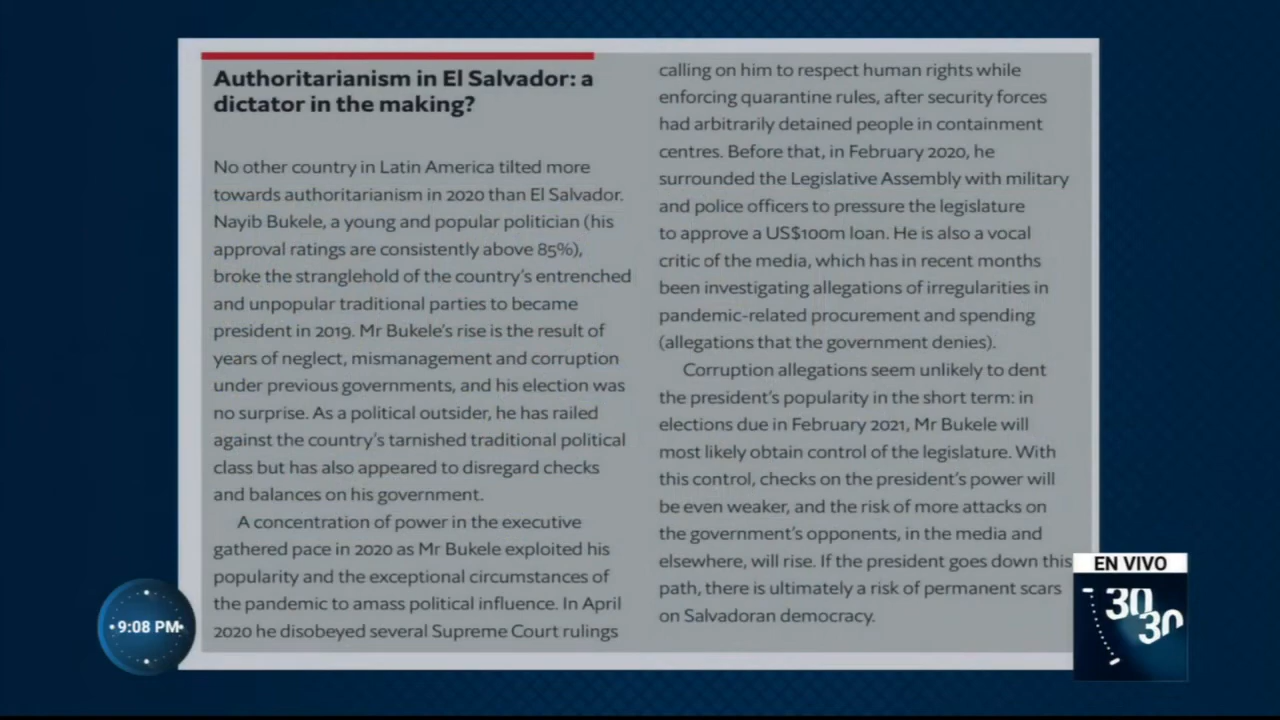 Authoritarianism in El Salvador: a
dictator in the making?
No other country in Latin America tilted more
towards authoritarianism in 2020 than El Salvador.
Nayib Bukele, a young and popular politician (his
approval ratings are consistently above 85%),
broke the stranglehold of the country's entrenched
and unpopular traditional parties to became
president in 2019. Mr Bukele's rise is the result of
years of neglect, mismanagement and corruption
under previous governments, and his election was
no surprise. As a political outsider, he has railed
against the country's tarnished traditional political
class but has also appeared to disregard checks
and balances on his government.
A concentration of power in the executive
gathered pace in 2020 as Mr Bukele exploited his
popularity and the exceptional circumstances of
the pandemic to amass political influence. In April
2020 he disobeyed several Supreme Court rulings
calling on him to respect human rights while
enforcing quarantine rules, after security forces
had arbitrarily detained people in containment
centres. Before that, in February 2020, he
surrounded the Legislative Assembly with military
and police officers to pressure the legislature
to approve a US$100m loan. He is also a vocal
critic of the media, which has in recent months
been investigating allegations of irregularities in
pandemic-related procurement and spending
(allegations that the government denies).
Corruption allegations seem unlikely to dent
the president's popularity in the short term: in
elections due in February 2021, Mr Bukele will
most likely obtain control of the legislature. With
this control, checks on the president's power will
be even weaker, and the risk of more attacks on
the government's opponents, in the media and
elsewhere, will rise. If the president goes down this
path, there is ultimately a risk of permanent scars
on Salvadoran democracy.
9:08 PM
EN VIVO
30
30